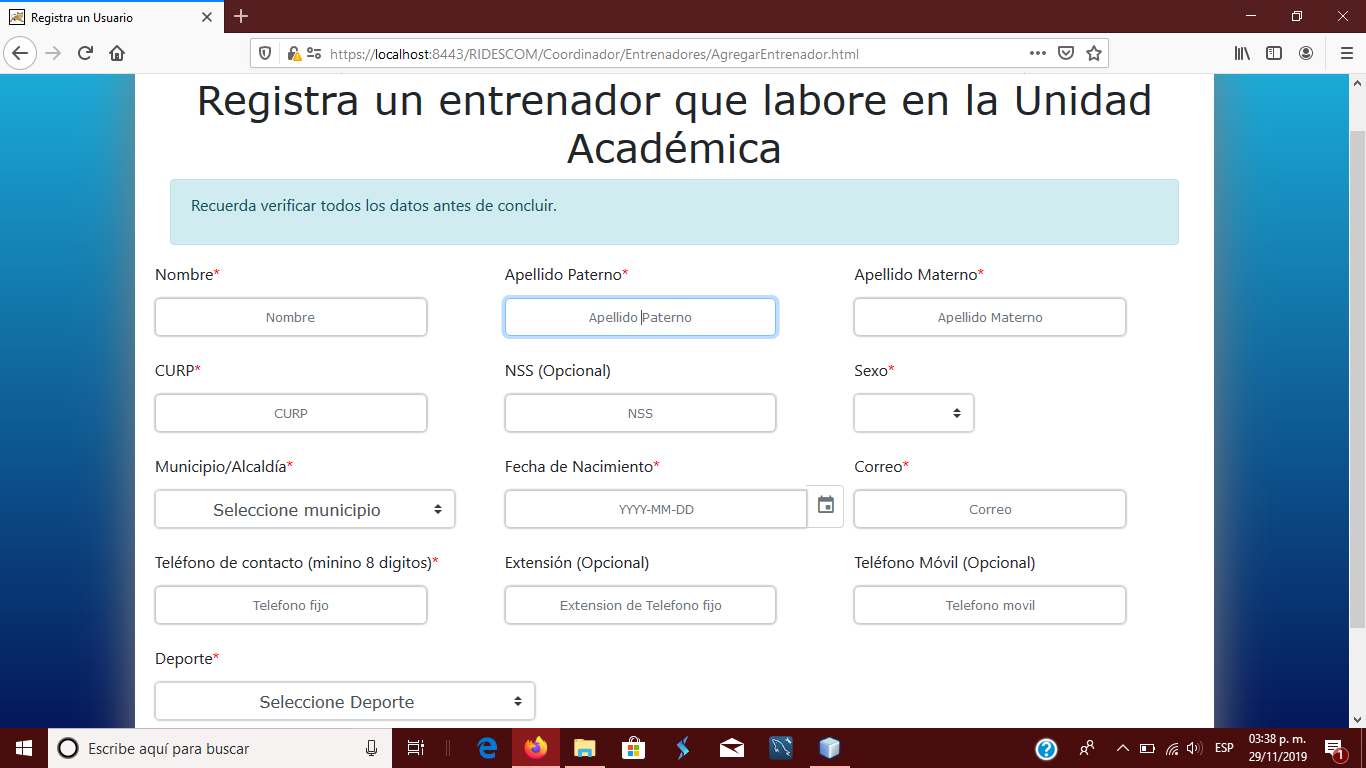 Registra un Usuario
https://localhost:8443/RIDESCOM/Coordinador/Entrenadores/AgregarEntrenador.html
Registra un entrenador que labore en la Unidad
Académica
Recuerda verificar todos los datos antes de concluir.
Nombre* Apellido Paterno* Apellido Materno*
Nombre Apellido Paterno Apellido Materno
CURP* NSS (Opcional) Sexo*
CURP NSS
Municipio/Alcaldía* Fecha de Nacimiento* Correo*
Seleccione municipio YYYY-MM-DD Correo
Teléfono de contacto (minino 8 digitos)* Extensión (Opcional) Teléfono Móvil (Opcional)
Telefono fijo Extension de Telefono fijo Telefono movil
Deporte*
Seleccione Deporte
Escribe aquí para buscar ESP 03:38 p. m.
29/11/2019 1